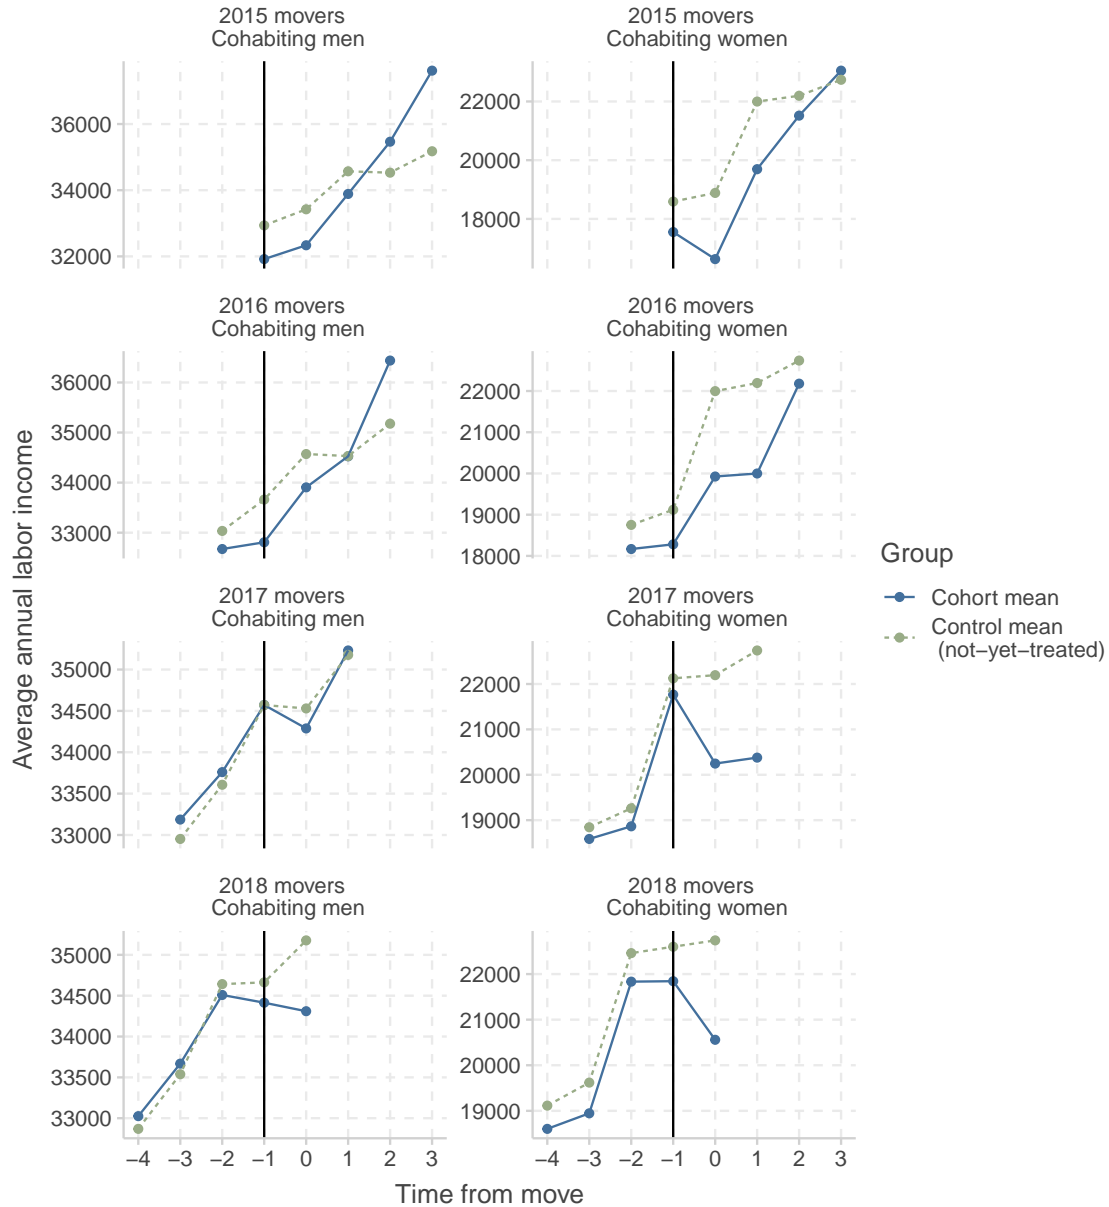 2015 movers
Cohabiting men
2015 movers
Cohabiting women
36000
34000
32000
22000
20000
18000
2016 movers
Cohabiting men
2016 movers
Cohabiting women
36000
35000
34000
33000
22000
21000
20000
19000
18000
2017 movers
Cohabiting men
2017 movers
Cohabiting women
35000
34500
34000
33500
33000
22000
21000
20000
19000
2018 movers
Cohabiting men
2018 movers
Cohabiting women
35000
34500
34000
33500
33000
22000
21000
20000
19000
−4 −3 −2 −1 0 1 2 3
−4 −3 −2 −1 0 1 2 3
Time from move
Average annual labor income
Group
Cohort mean
Control mean
(not−yet−treated)